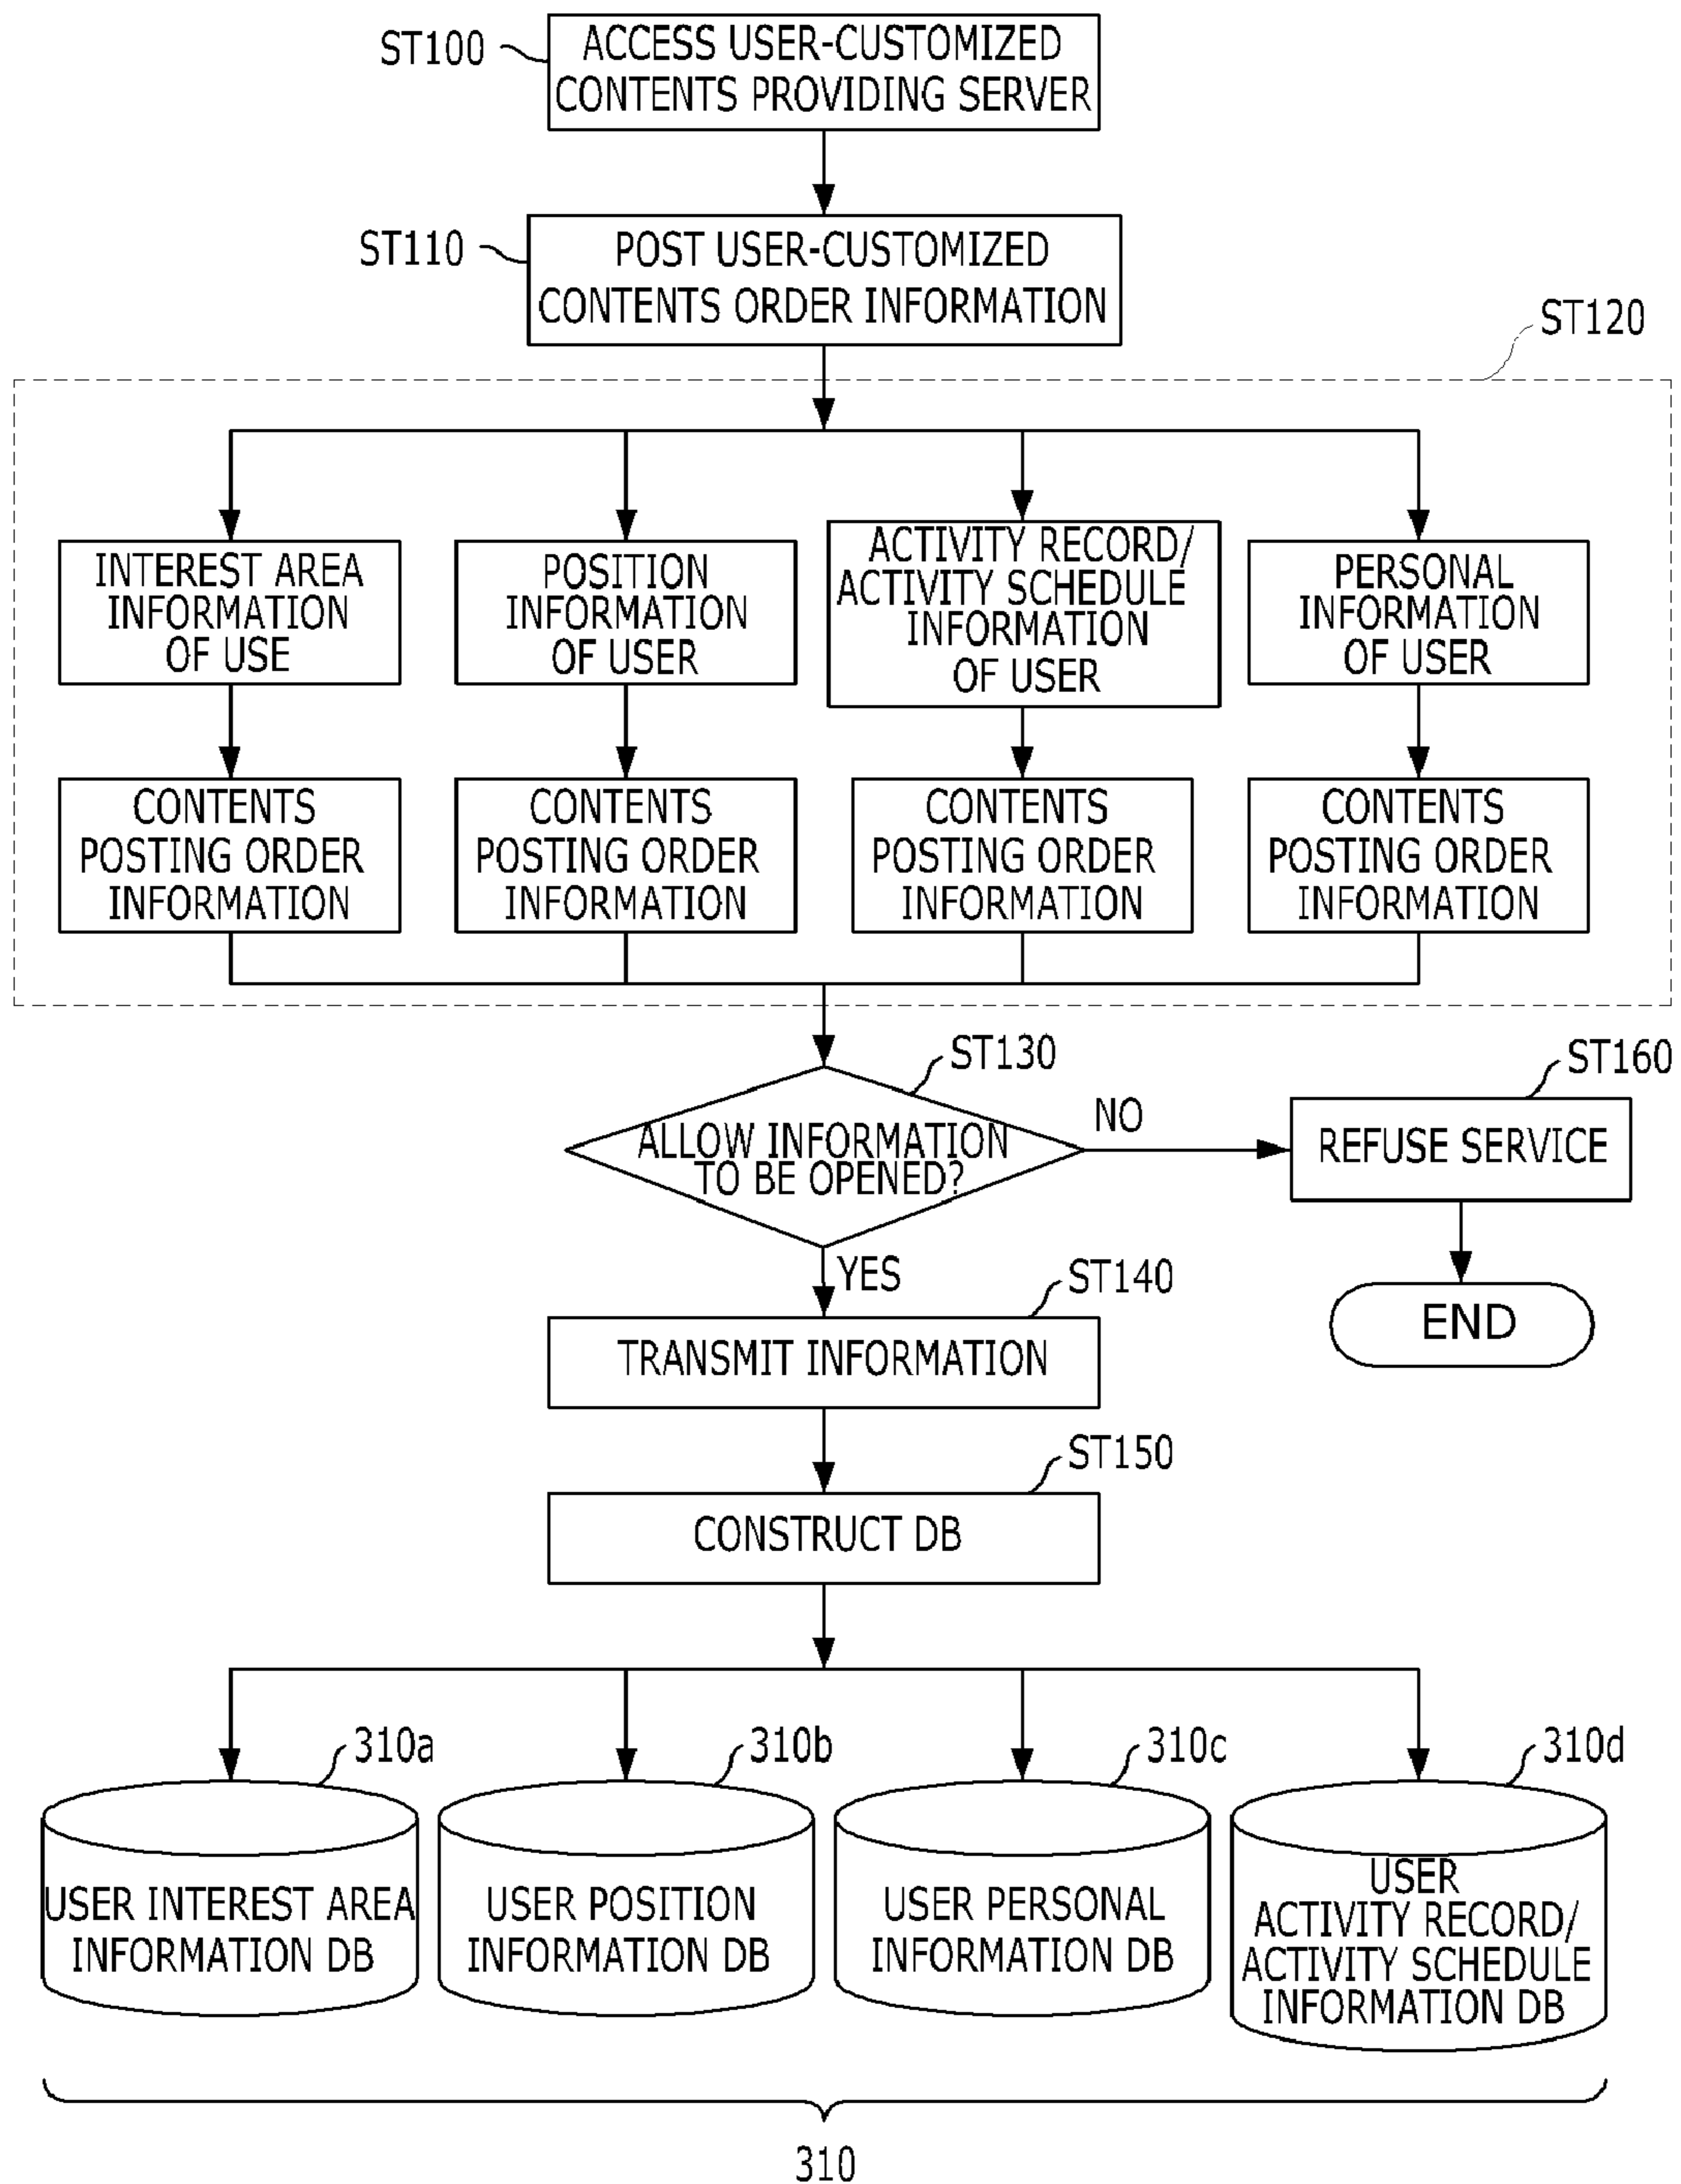 ST100
ACCESS USER-CUSTOMIZED
CONTENTS PROVIDING SERVER
ST110
POST USER-CUSTOMIZED
CONTENTS ORDER INFORMATION
ST120
INTEREST AREA
INFORMATION
OF USE
POSITION
INFORMATION
OF USER
ACTIVITY RECORD/
ACTIVITY SCHEDULE
INFORMATION
OF USER
PERSONAL
INFORMATION
OF USER
CONTENTS
POSTING ORDER
INFORMATION
CONTENTS
POSTING ORDER
INFORMATION
CONTENTS
POSTING ORDER
INFORMATION
CONTENTS
POSTING ORDER
INFORMATION
ST130
ALLOW INFORMATION
TO BE OPENED?
NO
ST160
REFUSE SERVICE
END
YES
ST140
TRANSMIT INFORMATION
ST150
CONSTRUCT DB
310a
USER INTEREST AREA
INFORMATION DB
310b
USER POSITION
INFORMATION DB
310c
USER PERSONAL
INFORMATION DB
310d
USER
ACTIVITY RECORD/
ACTIVITY SCHEDULE
INFORMATION DB
310